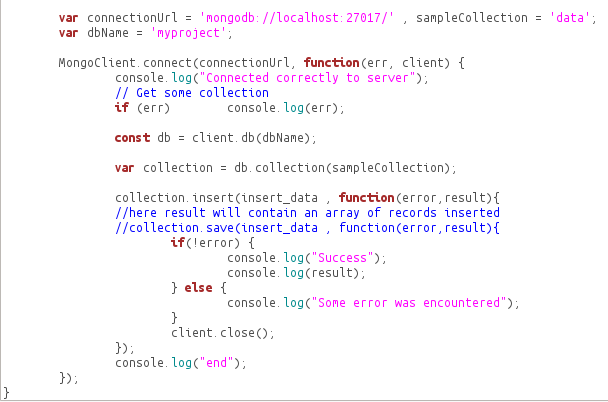 var connectionUrl = 'mongodb://localhost:27017/' , sampleCollection = 'data';
var dbName = 'myproject';
MongoClient.connect(connectionUrl, function(err, client) {
console.log("Connected correctly to server");
// Get some collection
if (err) console.log(err);
const db = client.db(dbName);
var collection = db.collection(sampleCollection);
collection.insert(insert_data , function(error,result){
//here result will contain an array of records inserted
//collection.save(insert_data , function(error,result){
if(!error) {
console.log("Success");
console.log(result);
} else {
console.log("Some error was encountered");
}
client.close();
});
console.log("end");
});
}